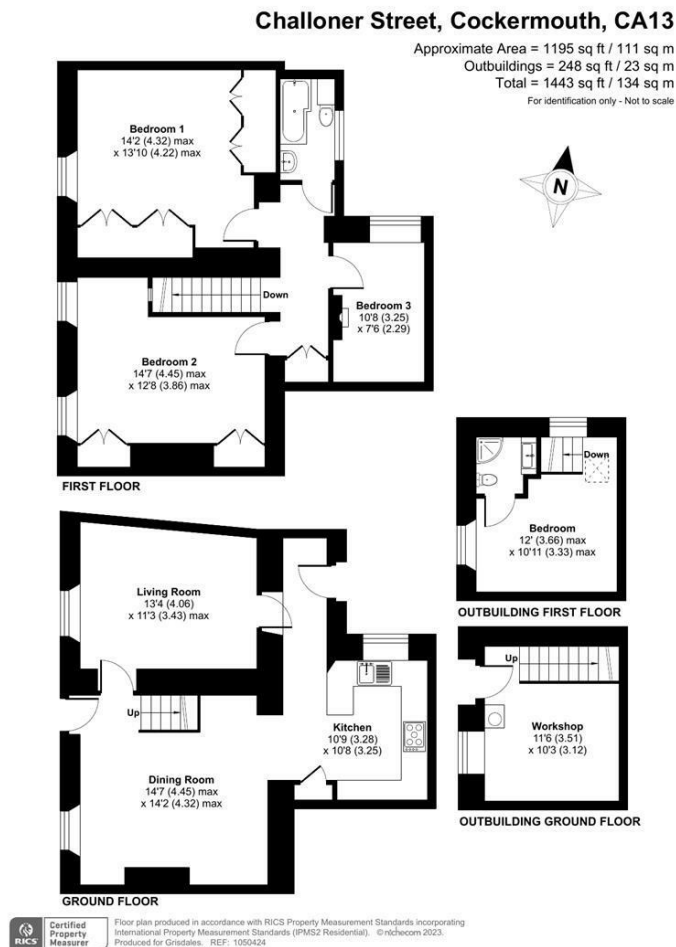 Challoner Street, Cockermouth, CA13
Approximate Area = 1195 sq ft / 111 sq m
Outbuildings = 248 sq ft / 23 sq m
Total = 1443 sq ft / 134 sq m
For identification only - Not to scale
N
Bedroom 1
14'2 (4.32) max
x 13'10 (4.22) max
Down
Bedroom 3
10'8 (3.25)
x 7'6 (2.29)
Bedroom 2
14'7 (4.45) max
x 12'8 (3.86) max
FIRST FLOOR
Down
Bedroom
12' (3.66) max
x 10'11 (3.33) max
OUTBUILDING FIRST FLOOR
Living Room
13'4 (4.06)
x 11'3 (3.43) max
Up
Kitchen
10'9 (3.28)
x 10'8 (3.25)
Dining Room
14'7 (4.45) max
x 14'2 (4.32) max
GROUND FLOOR
Up
Workshop
11'6 (3.51)
x 10'3 (3.12)
OUTBUILDING GROUND FLOOR
RICS
Certified
Property
Measurer
Floor plan produced in accordance with RICS Property Measurement Standards incorporating
International Property Measurement Standards (IPMS2 Residential). © nichecom 2023.
Produced for Grisdales. REF: 1050424